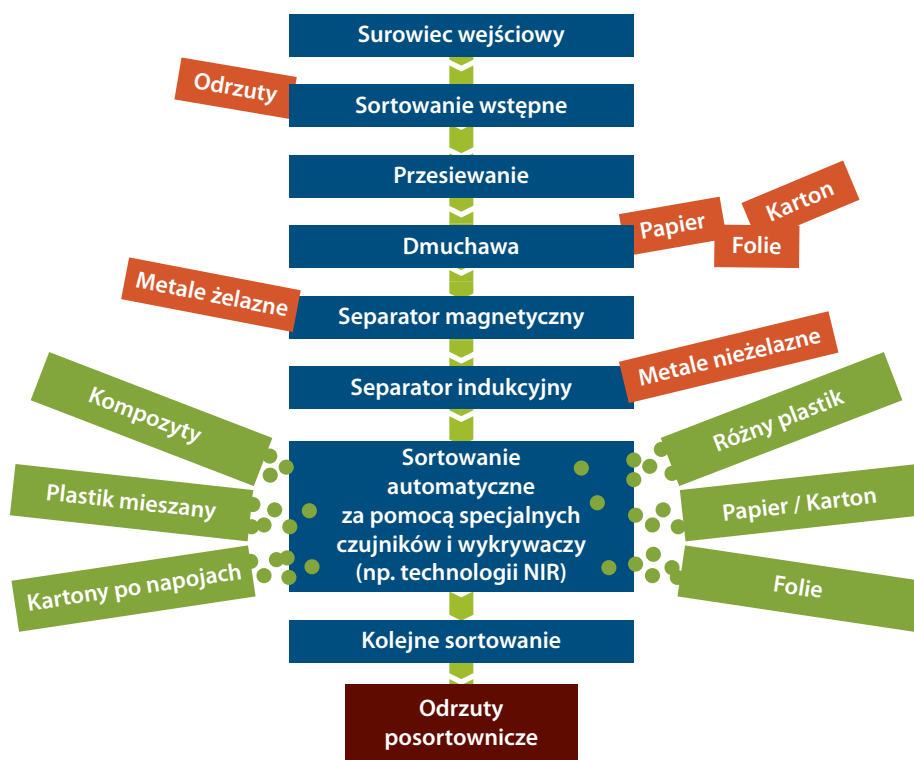 Surowiec wejściowy
Odrzuty
Sortowanie wstępne
Przesiewanie
Karton
Papier
Folie
Dmuchawa
Metale żelazne
Separator magnetyczny
Metale nieżelazne
Separator indukcyjny
Kompozyty
Różny plastik
Sortowanie
automatyczne
za pomocą specjalnych
czujników i wykrywaczy
(np. technologii NIR)
Plastik mieszany
Papier / Karton
Kartony po napojach
Folie
Kolejne sortowanie
Odrzuty
posortownicze